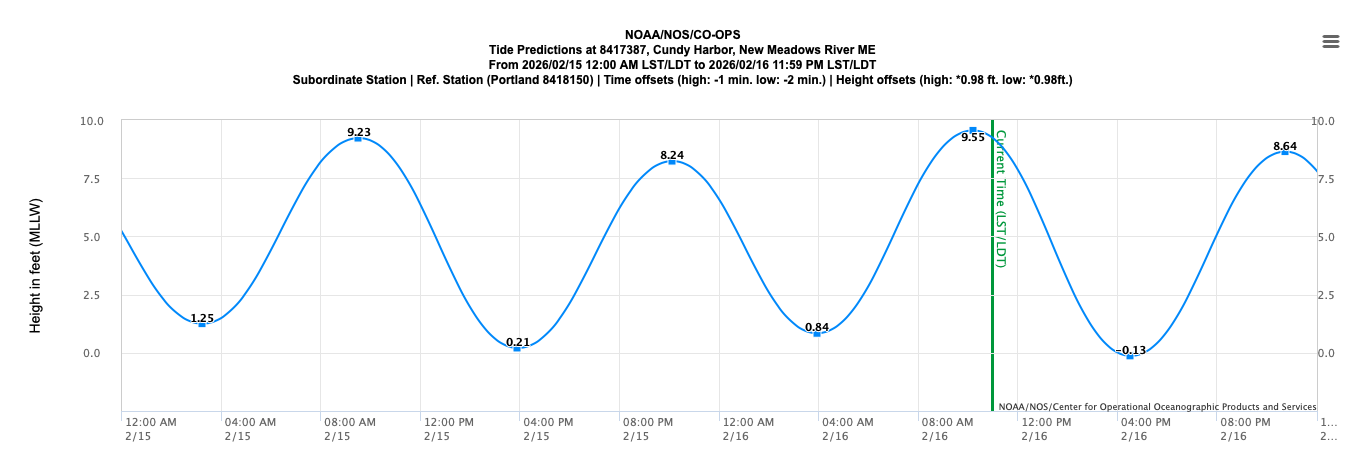 NOAA/NOS/CO-OPS
Tide Predictions at 8417387, Cundy Harbor, New Meadows River ME
From 2026/02/15 12:00 AM LST/LDT to 2026/02/16 11:59 PM LST/LDT
Subordinate Station | Ref. Station (Portland 8418150) | Time offsets (high: -1 min. low: -2 min.) | Height offsets (high: *0.98 ft. low: *0.98ft.)
Height in feet (MLLW)
10.0
7.5
5.0
2.5
0.0
1.25
9.23
0.21
8.24
0.84
9.55
-0.13
8.64
Current Time (LST/LDT)
10.0
7.5
5.0
2.5
0.0
NOAA/NOS/Center for Operational Oceanographic Products and Services
12:00 AM
2/15
04:00 AM
2/15
08:00 AM
2/15
12:00 PM
2/15
04:00 PM
2/15
08:00 PM
2/15
12:00 AM
2/16
04:00 AM
2/16
08:00 AM
2/16
12:00 PM
2/16
04:00 PM
2/16
08:00 PM
2/16
1...
2...